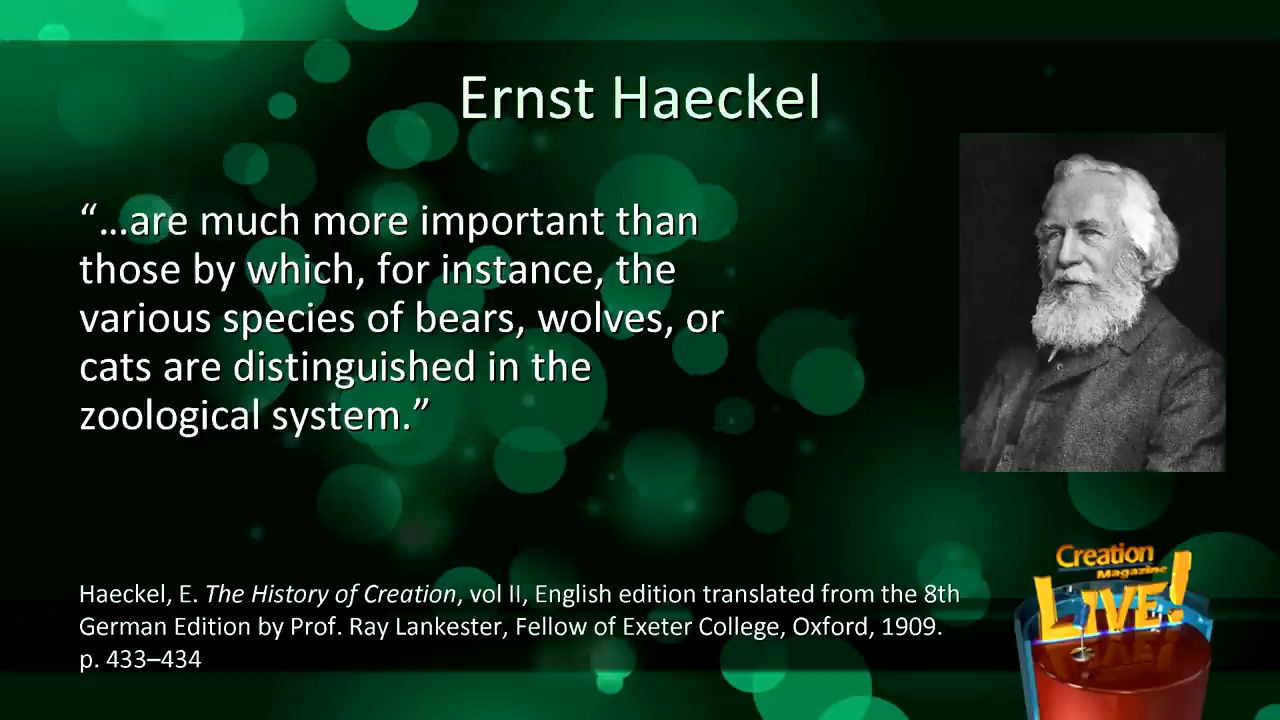 Ernst Haeckel
“…are much more important than
those by which, for instance, the
various species of bears, wolves, or
cats are distinguished in the
zoological system.”
Haeckel, E. The History of Creation, vol II, English edition translated from the 8th
German Edition by Prof. Ray Lankester, Fellow of Exeter College, Oxford, 1909.
p. 433–434
Creation
Magazine
LIVE!